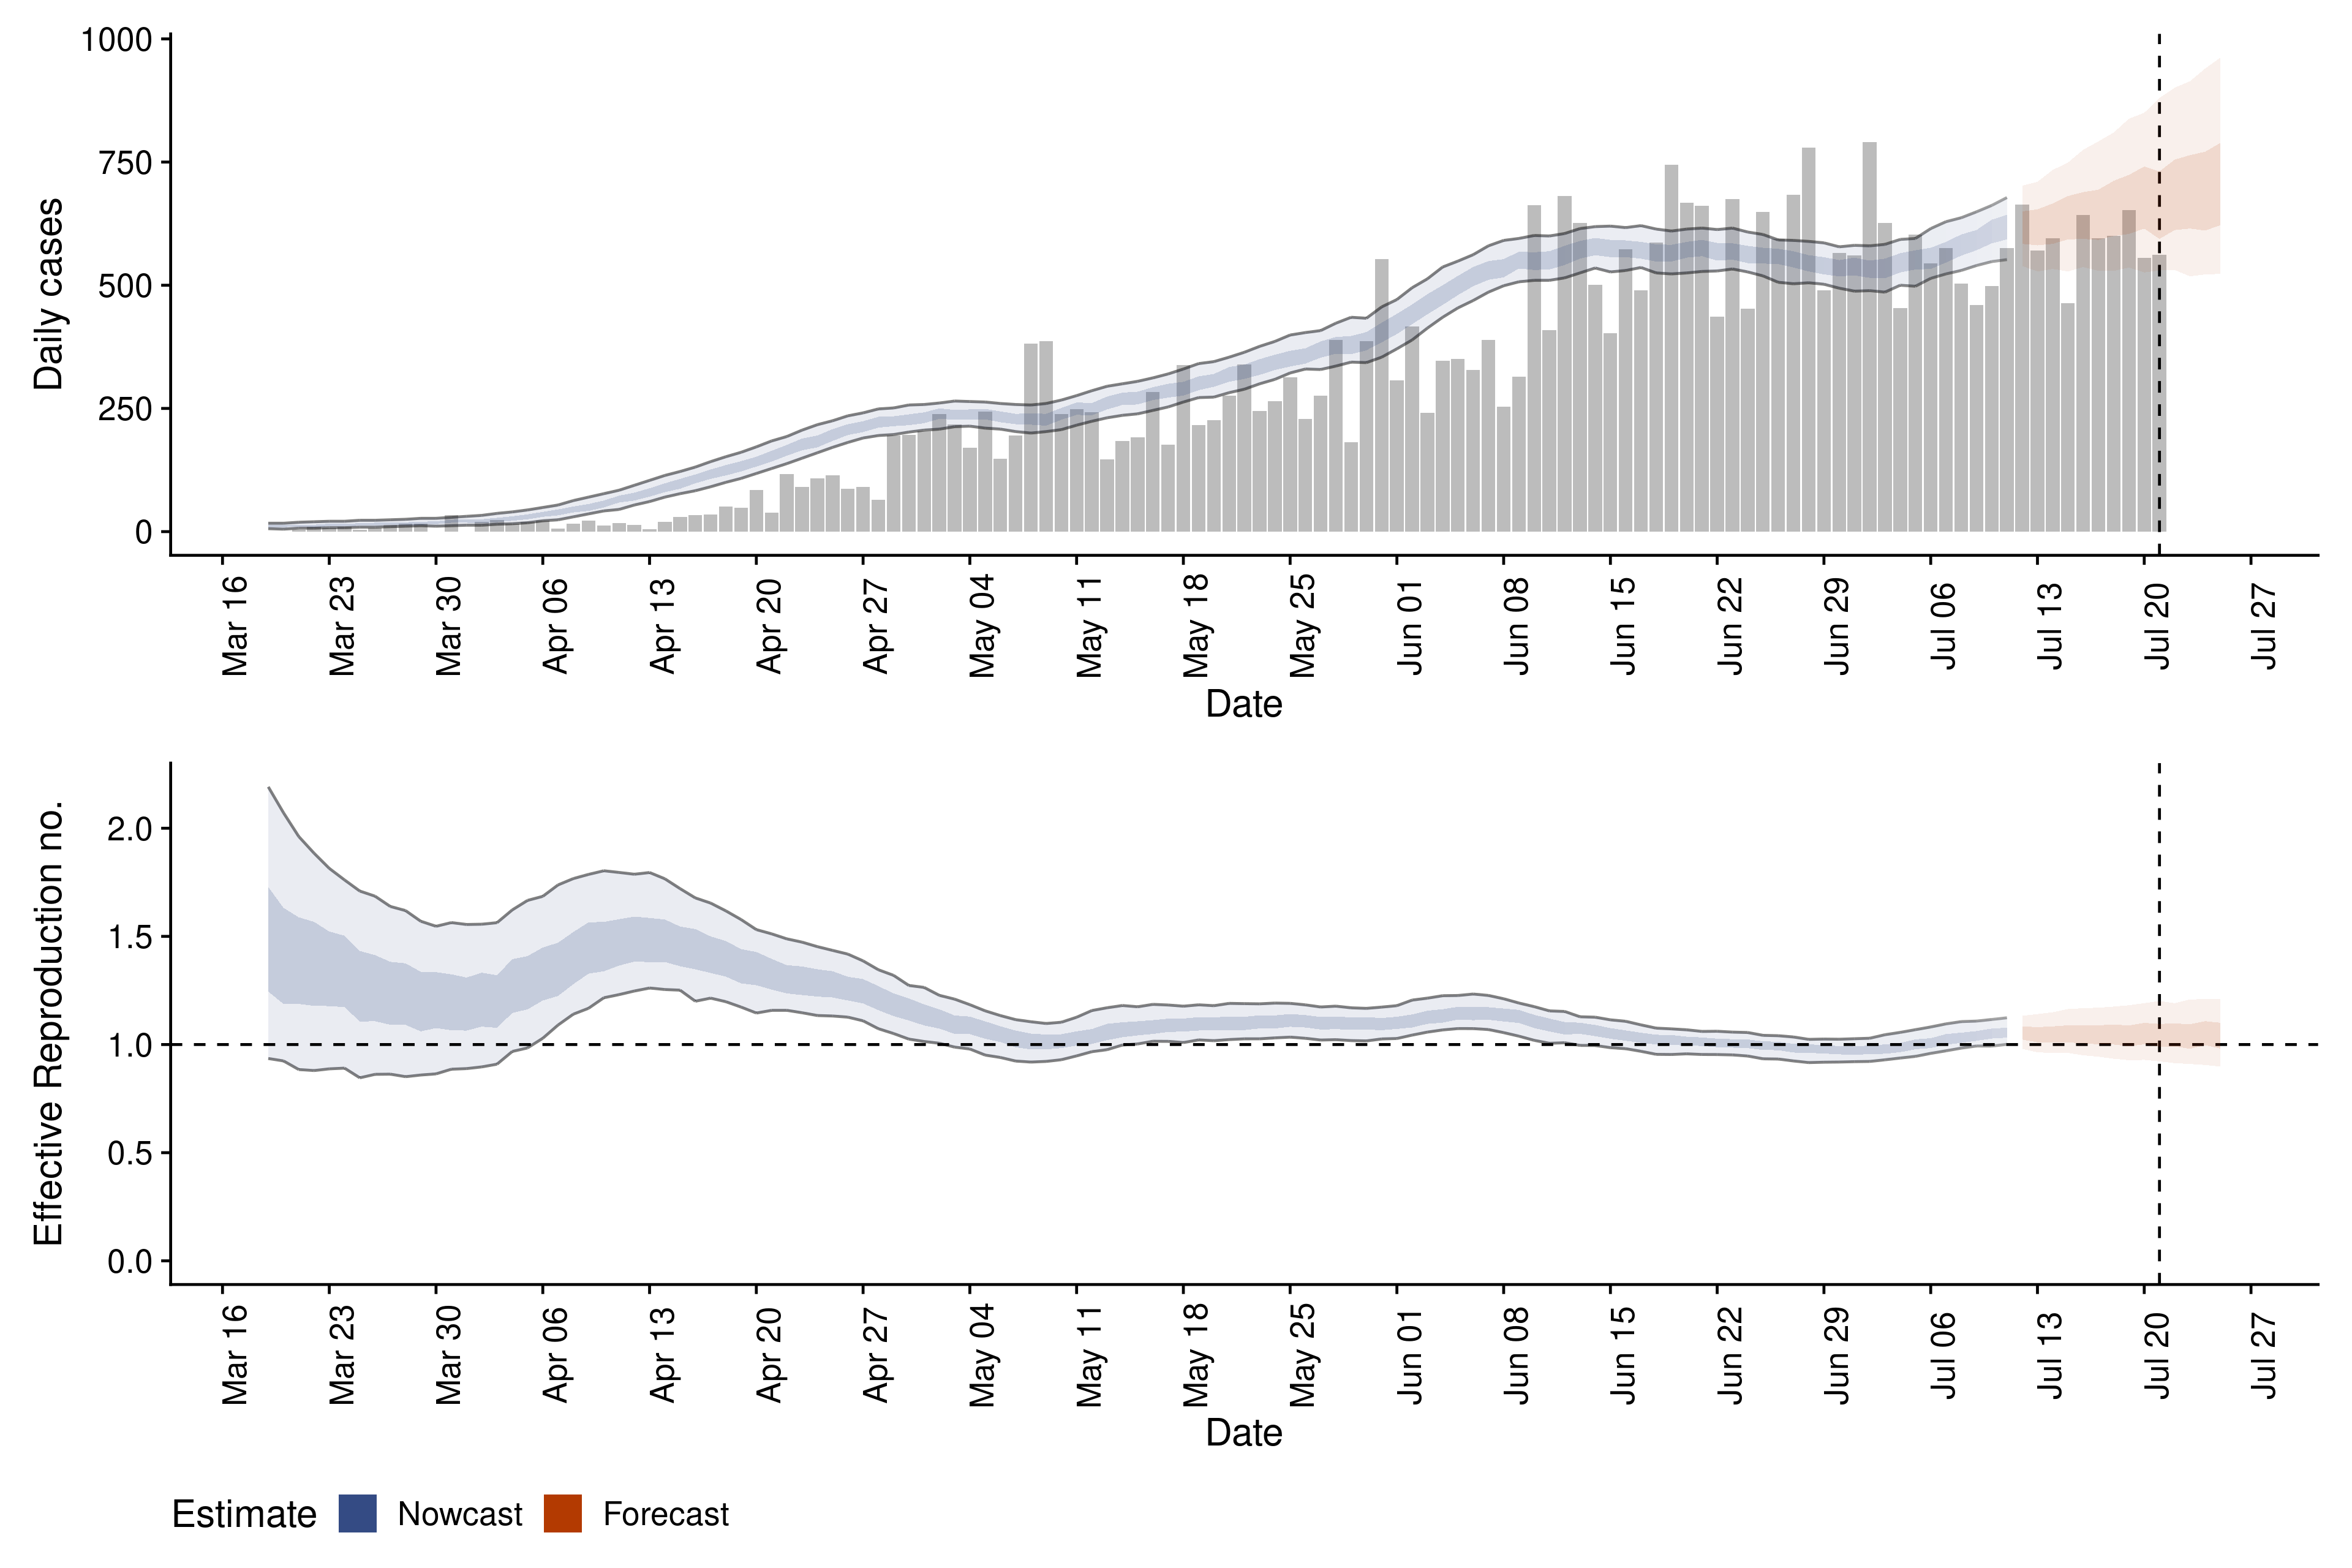 1000
750
500
250
0
Daily cases
Mar 16
Mar 23
Mar 30
Apr 06
Apr 13
Apr 20
Apr 27
May 04
May 11
May 18
May 25
Jun 01
Jun 08
Jun 15
Jun 22
Jun 29
Jul 06
Jul 13
Jul 20
Jul 27
Date
2.0
1.5
1.0
0.5
0.0
Effective Reproduction no.
Mar 16
Mar 23
Mar 30
Apr 06
Apr 13
Apr 20
Apr 27
May 04
May 11
May 18
May 25
Jun 01
Jun 08
Jun 15
Jun 22
Jun 29
Jul 06
Jul 13
Jul 20
Jul 27
Date
Estimate Nowcast Forecast